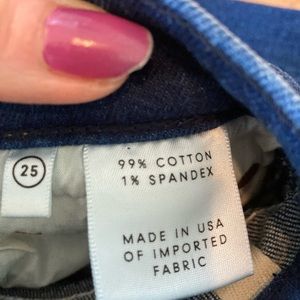 25
99% COTTON
1% SPANDEX
MADE IN USA
OF IMPORTED
FABRIC